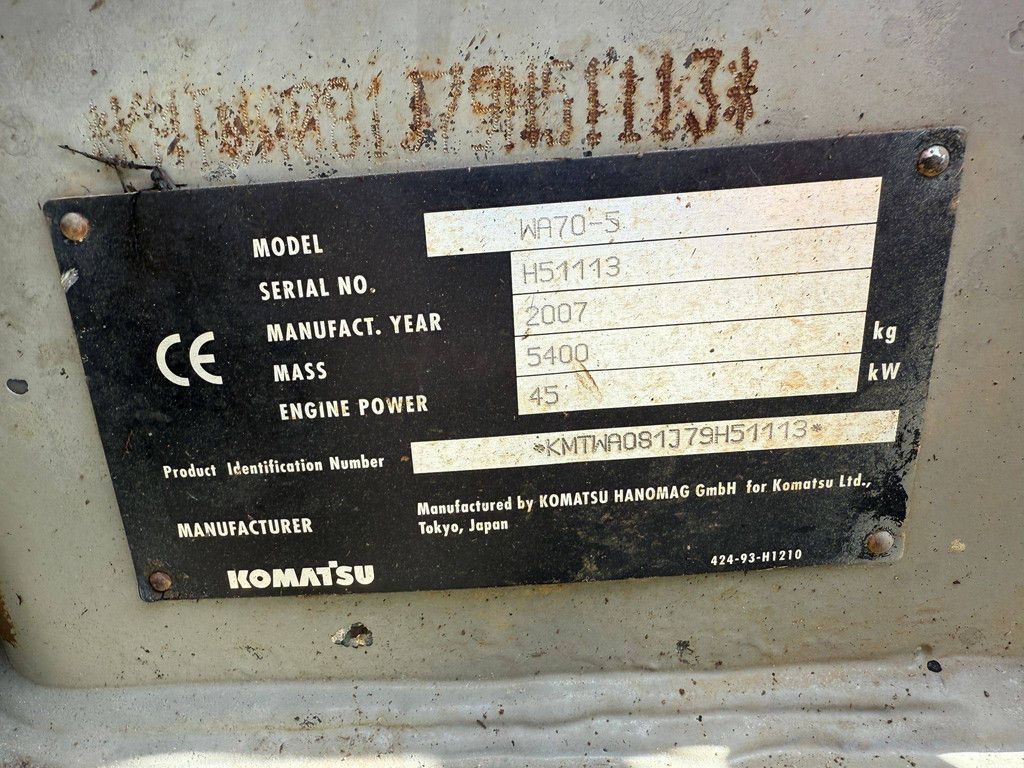 *KMTWA081J79H51113*
MODEL WA70-5
SERIAL NO. H51113
MANUFACT. YEAR 2007
MASS 5400 kg
ENGINE POWER 45 kW
CE
Product Identification Number *KMTWA081J79H51113*
MANUFACTURER Manufactured by KOMATSU HANOMAG GmbH for Komatsu Ltd.,
Tokyo, Japan
KOMATSU
424-93-H1210